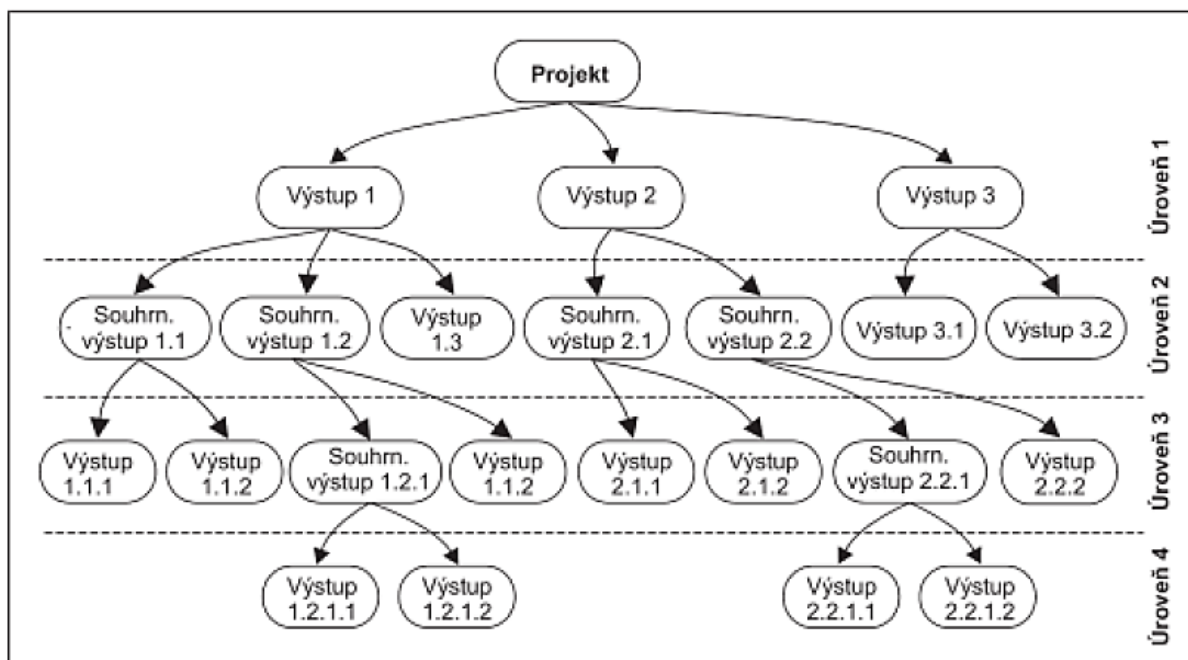 Projekt
Úroveň 1
Výstup 1
Výstup 2
Výstup 3
Úroveň 2
Souhrn.
výstup 1.1
Souhrn.
výstup 1.2
Výstup
1.3
Souhrn.
výstup 2.1
Souhrn.
výstup 2.2
Výstup 3.1
Výstup 3.2
Úroveň 3
Výstup
1.1.1
Výstup
1.1.2
Souhrn.
výstup 1.2.1
Výstup
1.1.2
Výstup
2.1.1
Výstup
2.1.2
Souhrn.
výstup 2.2.1
Výstup
2.2.2
Úroveň 4
Výstup
1.2.1.1
Výstup
1.2.1.2
Výstup
2.2.1.1
Výstup
2.2.1.2